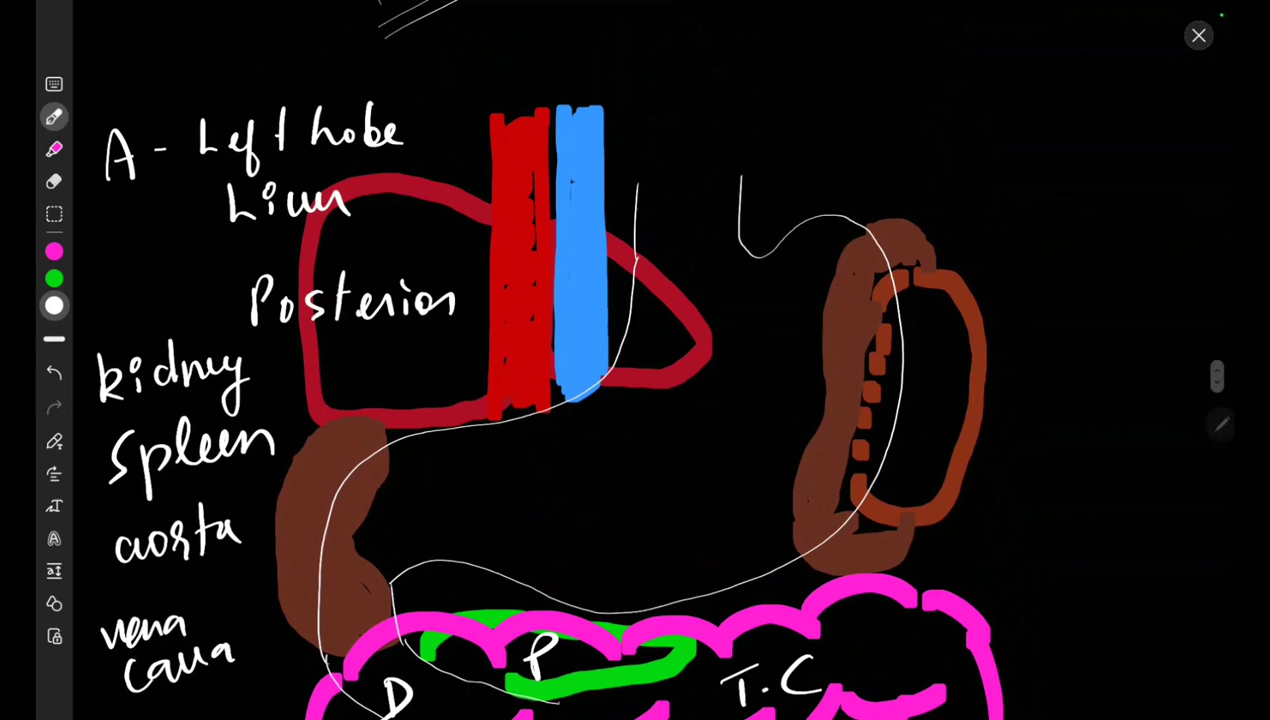 A - Left Lobe
Liver
Posterior
kidney
Spleen
aorta
vena
cava
P
T.C
D